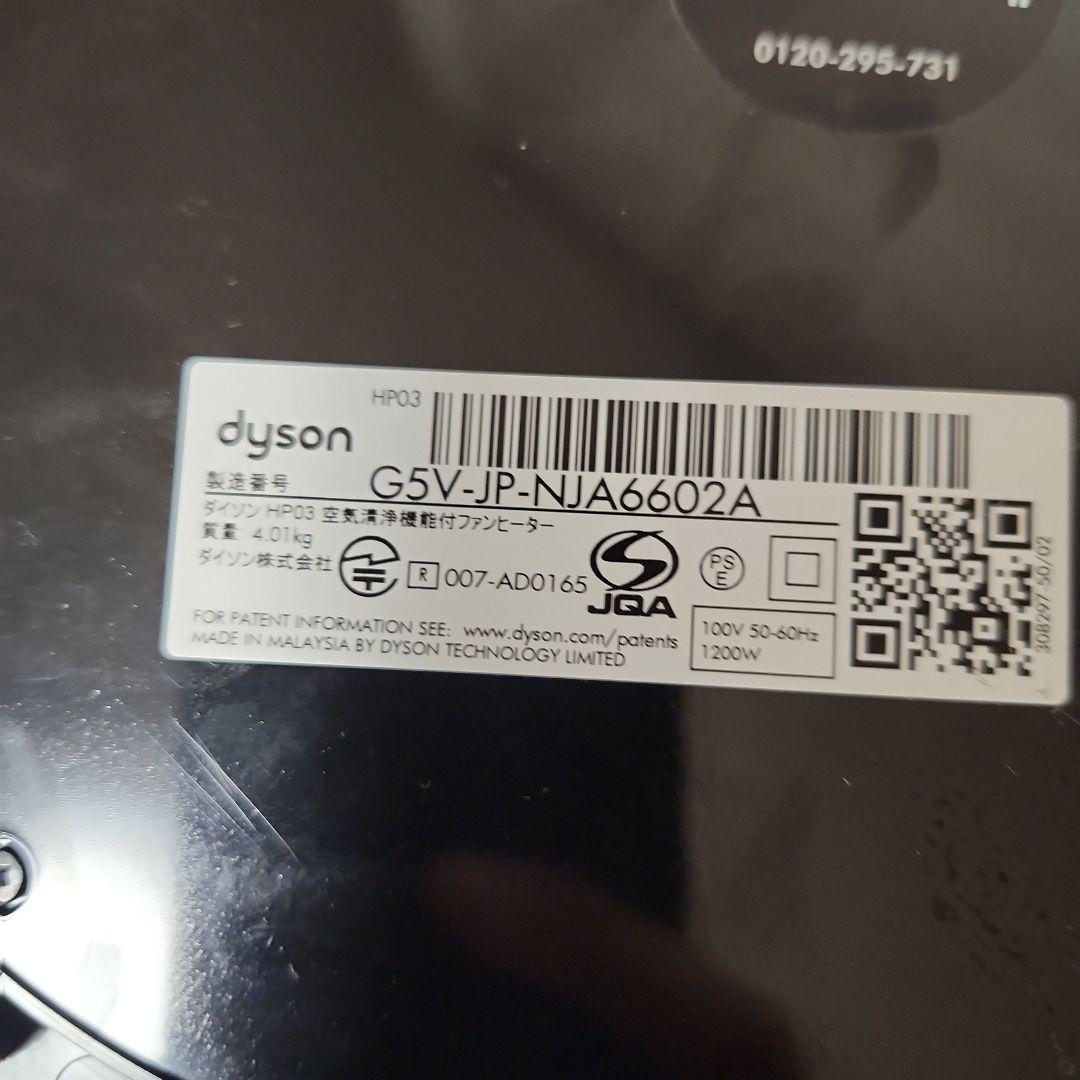 0120-295-731
HP03
dyson
製造番号 G5V-JP-NJA6602A
ダイソン HP03 空気清浄機能付ファンヒーター
質量: 4.01kg
ダイソン株式会社
R 007-AD0165
JQA
PS
E
FOR PATENT INFORMATION SEE: www.dyson.com/patents
MADE IN MALAYSIA BY DYSON TECHNOLOGY LIMITED
100V 50-60Hz
1200W
308297-50/02